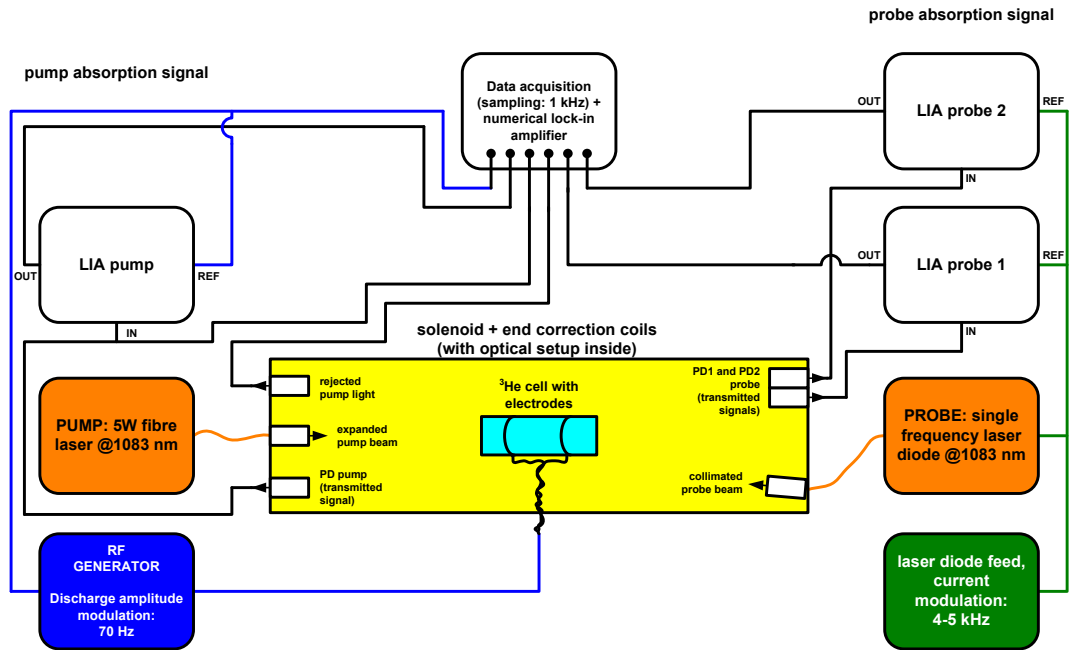 probe absorption signal
pump absorption signal
Data acquisition
(sampling: 1 kHz) +
numerical lock-in
amplifier
OUT
LIA probe 2
REF
IN
LIA pump
OUT
REF
IN
OUT
LIA probe 1
REF
IN
solenoid + end correction coils
(with optical setup inside)
rejected
pump light
³He cell with
electrodes
PD1 and PD2
probe
(transmitted
signals)
PUMP: 5W fibre
laser @1083 nm
expanded
pump beam
PROBE: single
frequency laser
diode @1083 nm
PD pump
(transmitted
signal)
collimated
probe beam
RF
GENERATOR
Discharge amplitude
modulation:
70 Hz
laser diode feed,
current
modulation:
4-5 kHz